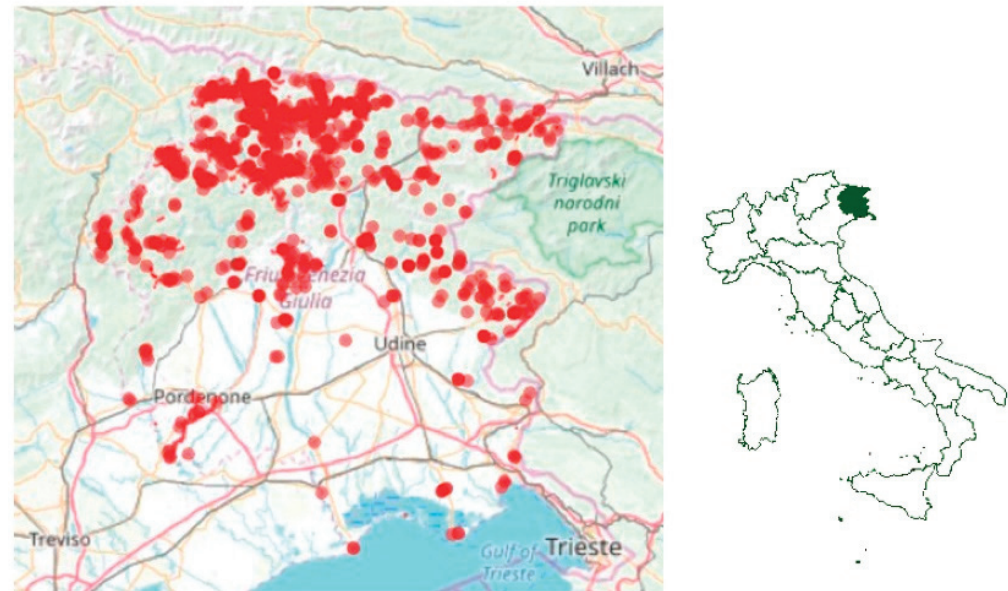 Villach
Triglavski
narodni
park
Friuli Venezia
Giulia
Udine
Pordenone
Treviso
Gulf of
Trieste
Trieste